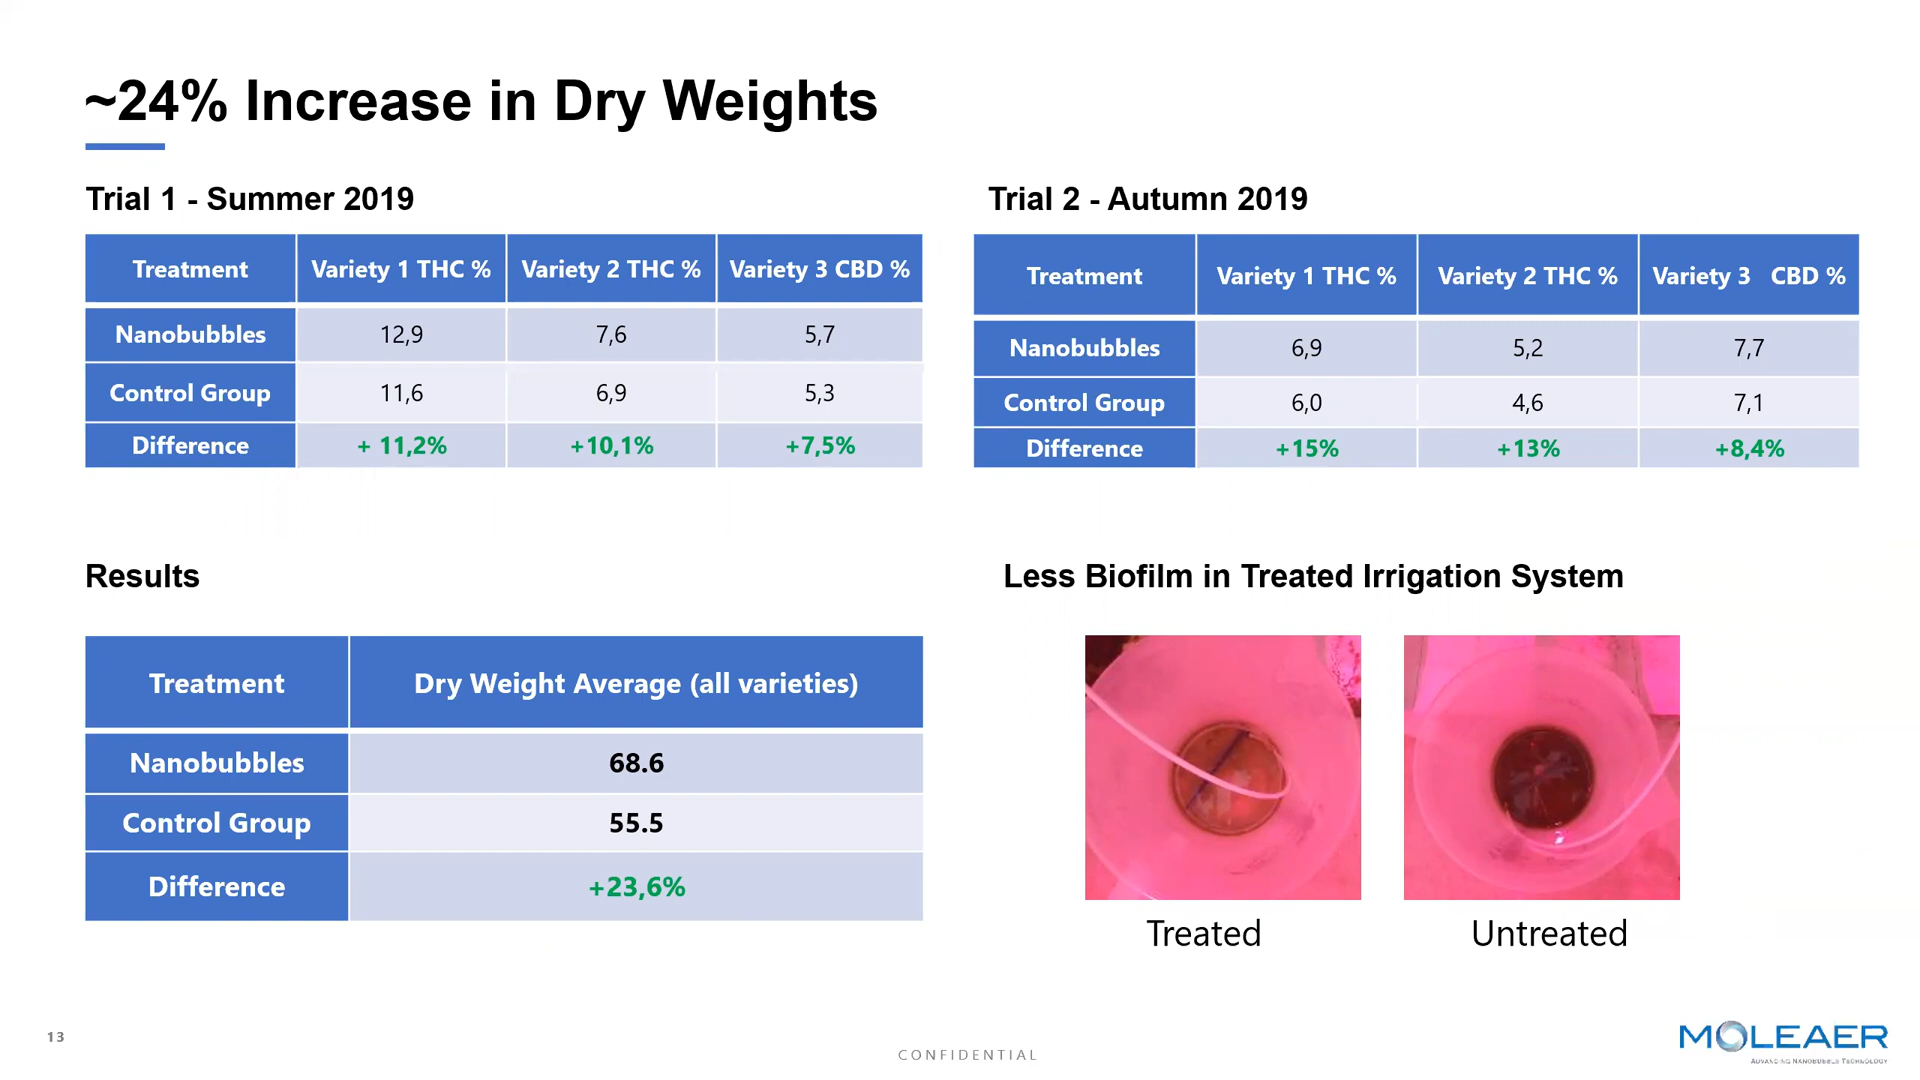 ~24% Increase in Dry Weights
Trial 1 - Summer 2019
Treatment Variety 1 THC % Variety 2 THC % Variety 3 CBD %
Nanobubbles 12,9 7,6 5,7
Control Group 11,6 6,9 5,3
Difference + 11,2% +10,1% +7,5%
Trial 2 - Autumn 2019
Treatment Variety 1 THC % Variety 2 THC % Variety 3 CBD %
Nanobubbles 6,9 5,2 7,7
Control Group 6,0 4,6 7,1
Difference +15% +13% +8,4%
Results
Treatment Dry Weight Average (all varieties)
Nanobubbles 68.6
Control Group 55.5
Difference +23,6%
Less Biofilm in Treated Irrigation System
Treated Untreated
13
CONFIDENTIAL
MOLEAER
ADVANCING NANOBUBBLE TECHNOLOGY